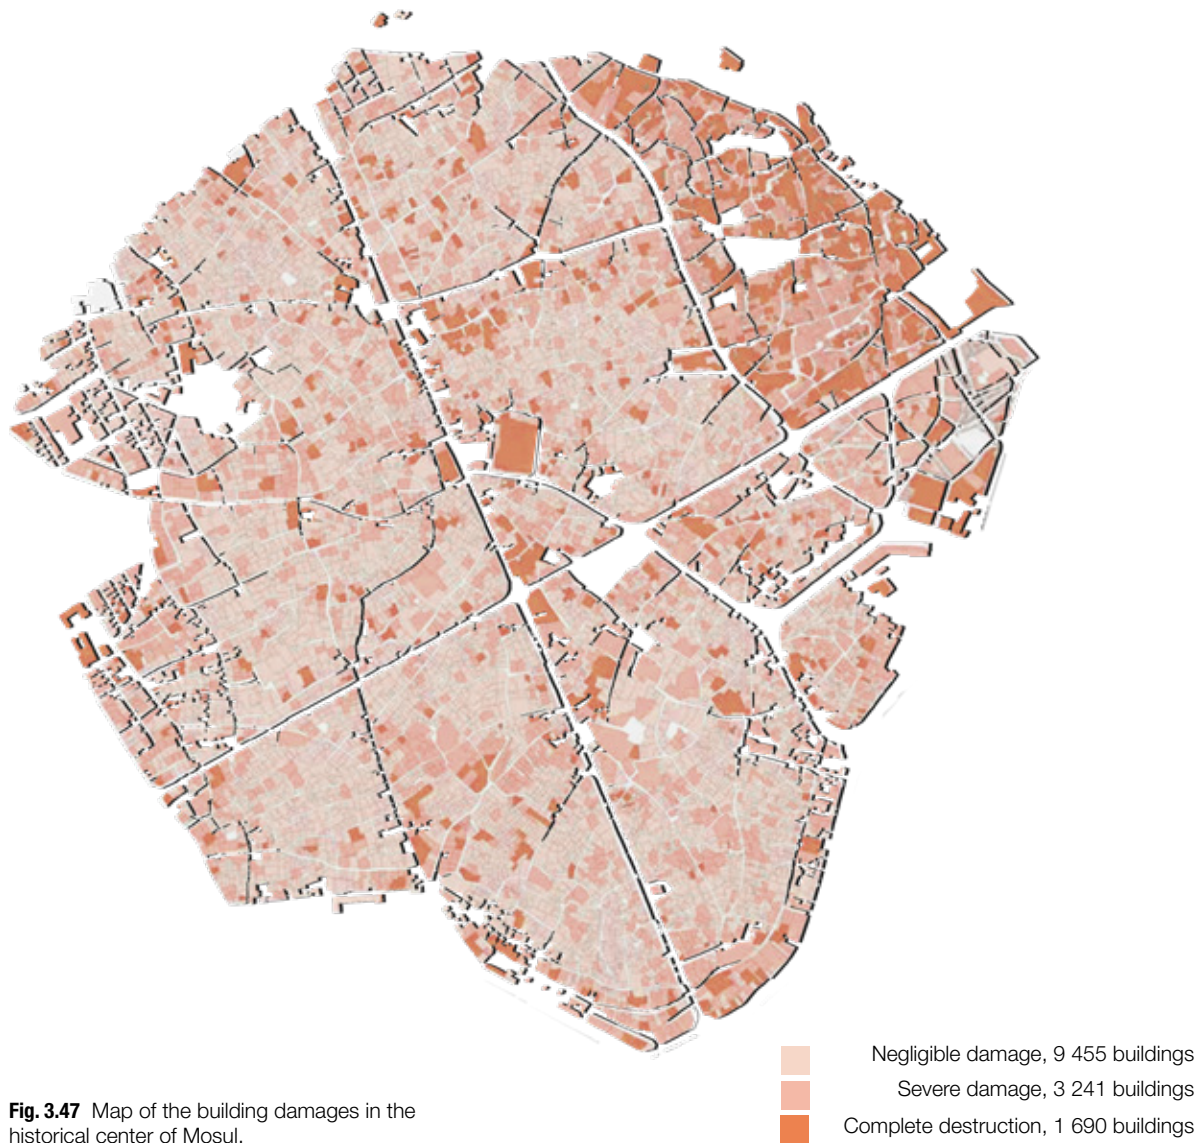 Negligible damage, 9 455 buildings
Severe damage, 3 241 buildings
Complete destruction, 1 690 buildings
Fig. 3.47 Map of the building damages in the
historical center of Mosul.